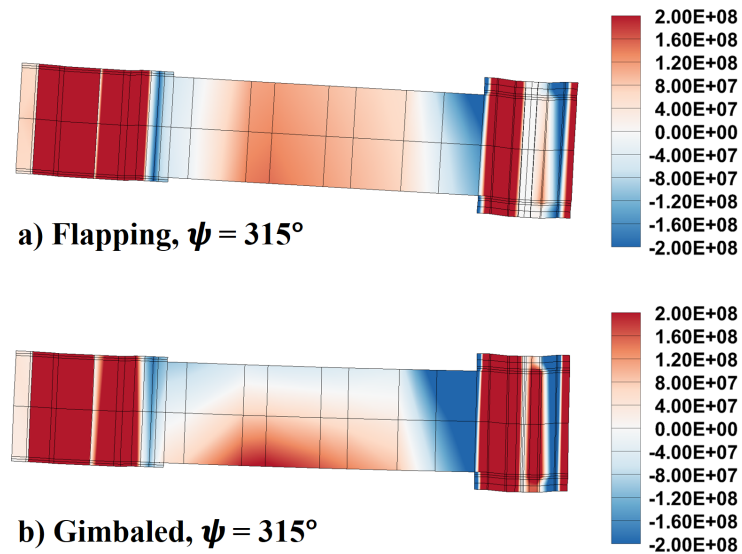 2.00E+08
1.60E+08
1.20E+08
8.00E+07
4.00E+07
0.00E+00
-4.00E+07
-8.00E+07
-1.20E+08
-1.60E+08
-2.00E+08
a) Flapping, ψ = 315°
2.00E+08
1.60E+08
1.20E+08
8.00E+07
4.00E+07
0.00E+00
-4.00E+07
-8.00E+07
-1.20E+08
-1.60E+08
-2.00E+08
b) Gimbaled, ψ = 315°